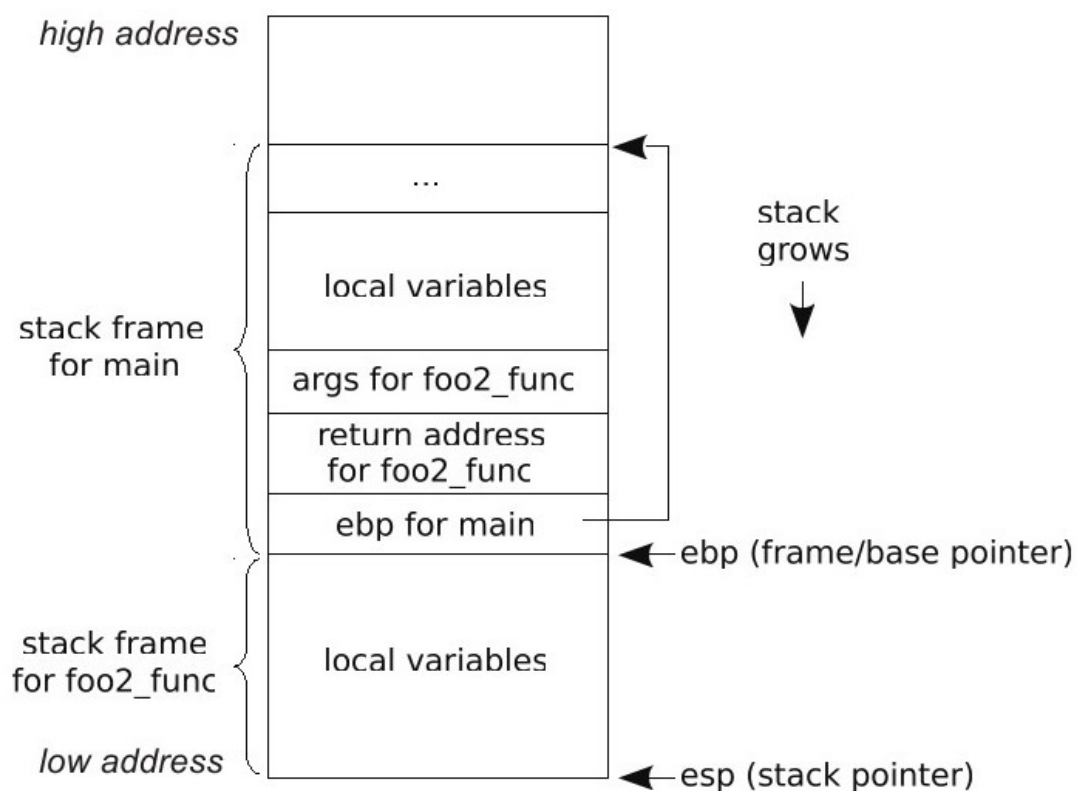 high address
...
stack
grows
local variables
stack frame
for main
args for foo2_func
return address
for foo2_func
ebp for main
ebp (frame/base pointer)
stack frame
for foo2_func
local variables
low address
esp (stack pointer)